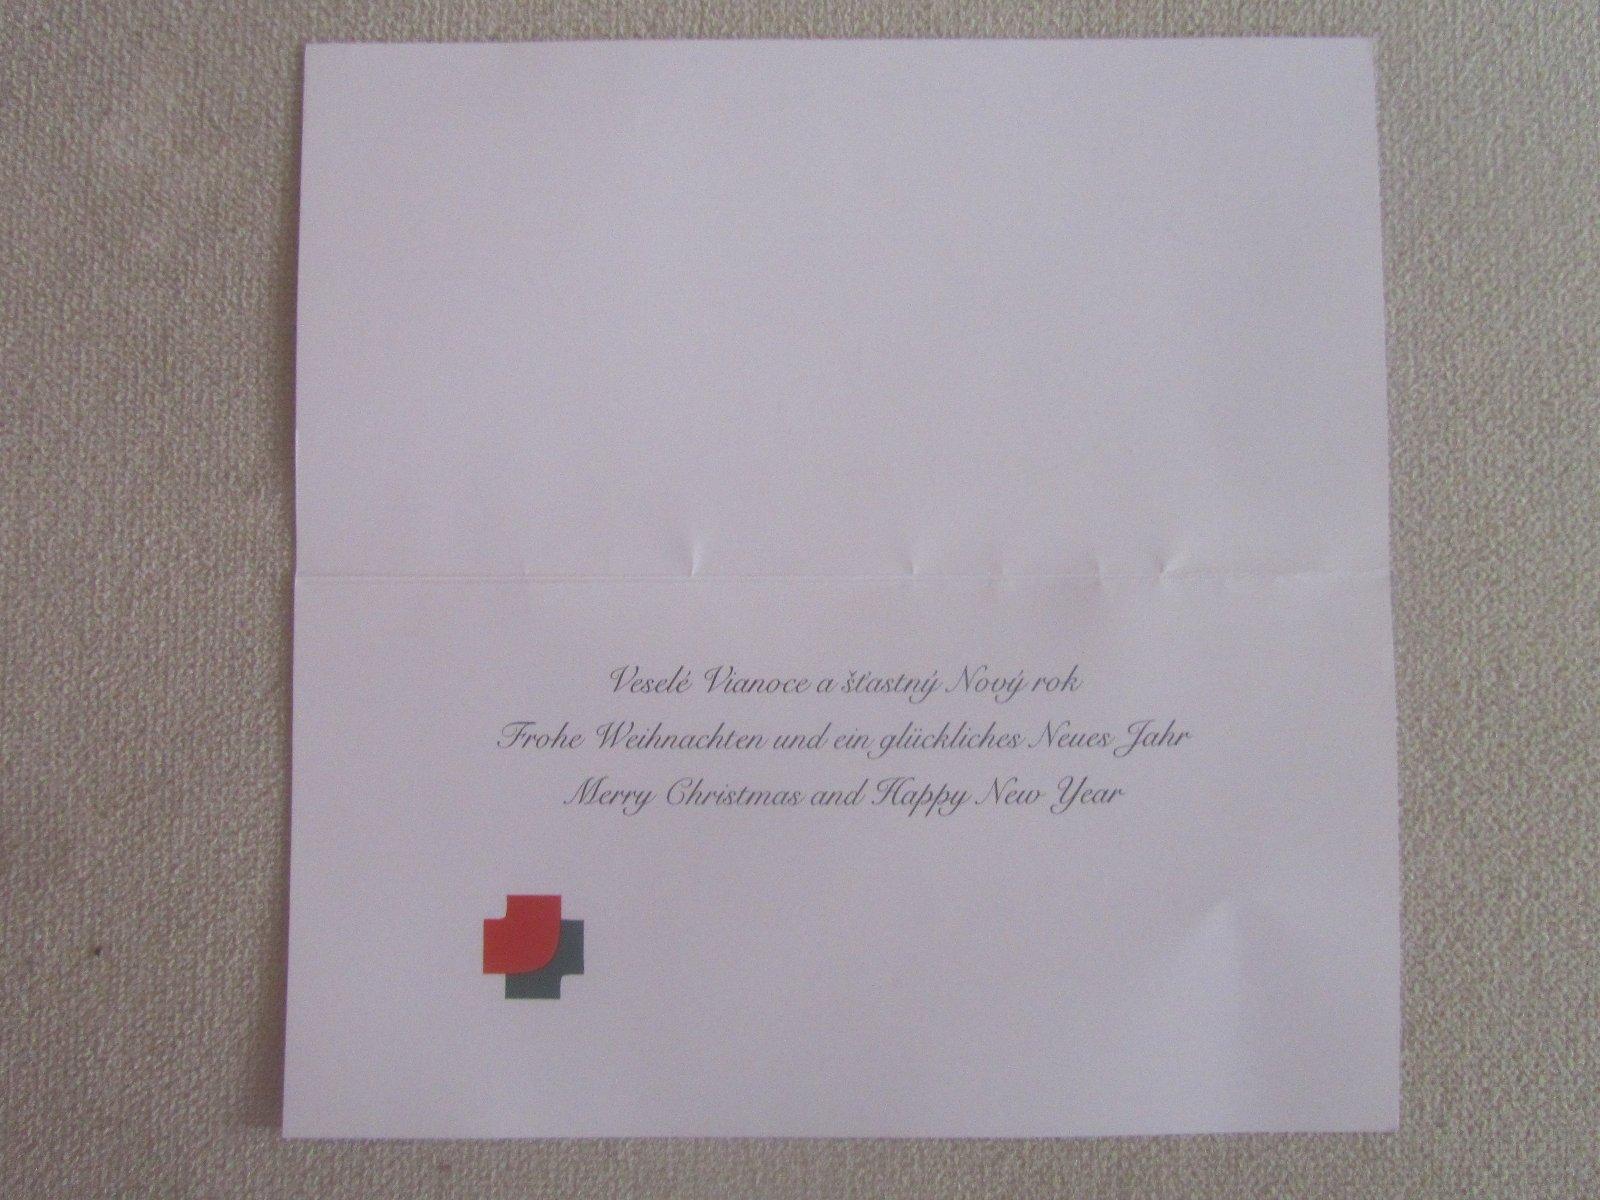 Veselé Vianoce a šťastný Nový rok
Frohe Weihnachten und ein glückliches Neues Jahr
Merry Christmas and Happy New Year